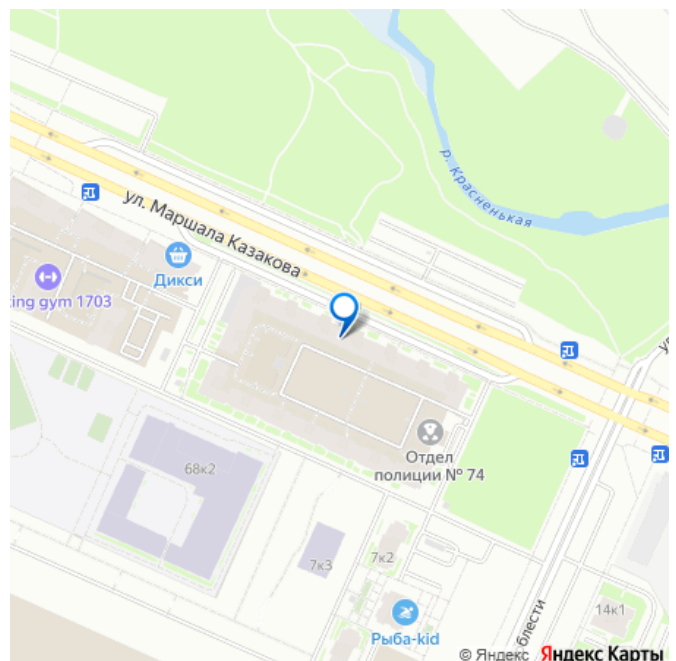 р. Красненькая
ул. Маршала Казакова
Дикси
king gym 1703
Отдел
полиции № 74
68к2
7к3
7к2
14к1
Рыба-kid
© Яндекс Яндекс Карты